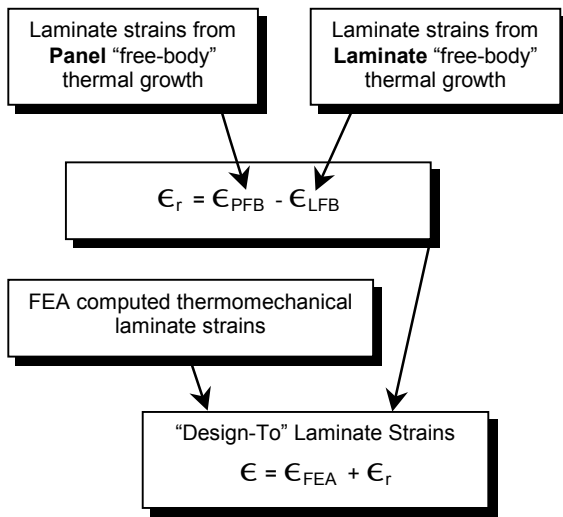 Laminate strains from
Panel “free-body”
thermal growth
Laminate strains from
Laminate “free-body”
thermal growth
ϵr = ϵPFB - ϵLFB
FEA computed thermomechanical
laminate strains
“Design-To” Laminate Strains
ϵ = ϵFEA + ϵr